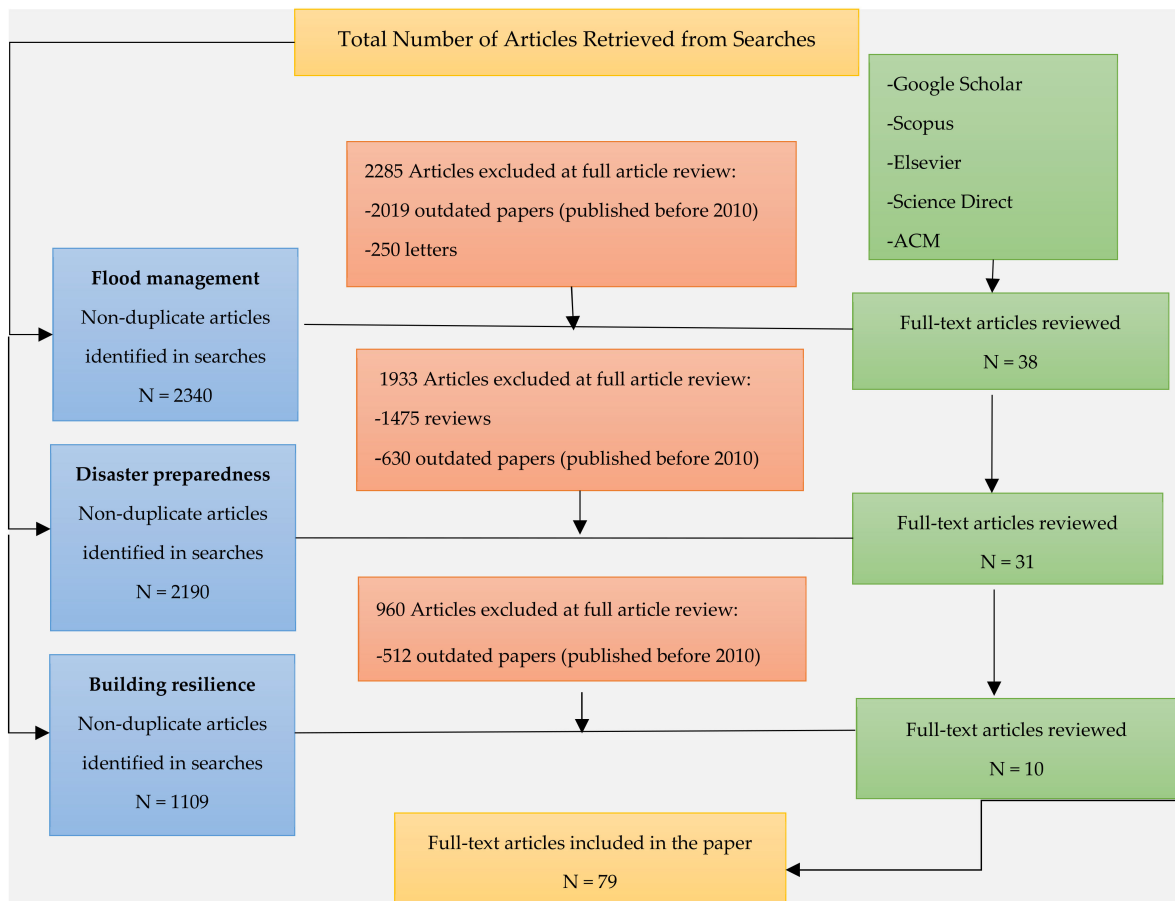 Total Number of Articles Retrieved from Searches
-Google Scholar
-Scopus
-Elsevier
-Science Direct
-ACM
2285 Articles excluded at full article review:
-2019 outdated papers (published before 2010)
-250 letters
Flood management
Non-duplicate articles
identified in searches
N = 2340
Full-text articles reviewed
N = 38
1933 Articles excluded at full article review:
-1475 reviews
-630 outdated papers (published before 2010)
Disaster preparedness
Non-duplicate articles
identified in searches
N = 2190
Full-text articles reviewed
N = 31
960 Articles excluded at full article review:
-512 outdated papers (published before 2010)
Building resilience
Non-duplicate articles
identified in searches
N = 1109
Full-text articles reviewed
N = 10
Full-text articles included in the paper
N = 79